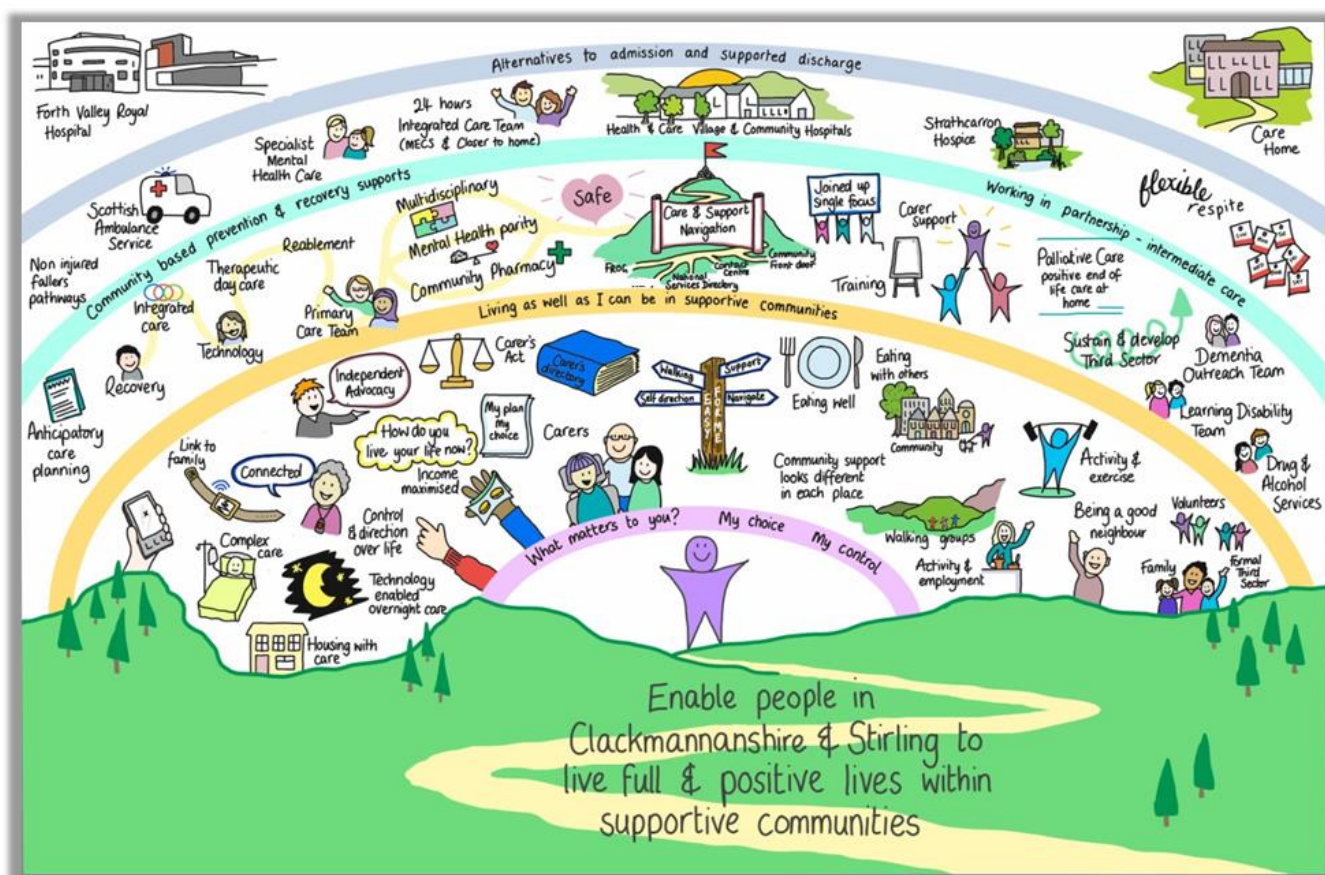 Alternatives to admission and supported discharge
Forth Valley Royal
Hospital
Specialist
Mental
Health Care
24 hours
Integrated Care Team
(MECS & Closer to home)
Health & Care Village & Community Hospitals
Strathcarron
Hospice
Care
Home
Scottish
Ambulance
Service
flexible
respite
Community based prevention & recovery supports
Working in partnership - intermediate care
Non injured
fallers
pathways
Integrated
care
Therapeutic
day care
Reablement
Multidisciplinary
Mental Health parity
Community Pharmacy
Safe
Care & Support
Navigation
National
Services Directory
Contact
Centre
Community
Front door
Joined up
single focus
Training
Carer
Support
Palliative Care
positive end of
life care at
home
Recovery
Technology
Primary
Care Team
Sustain & develop
Third Sector
Dementia
Outreach Team
Learning Disability
Team
Drug &
Alcohol
Services
Anticipatory
care
planning
Living as well as I can be in supportive communities
Independent
Advocacy
Carer's
Act
Carer's
directory
Walking
Support
Self direction
Navigate
EASY
FOR ME
Eating well
Eating
with others
Community
Link to
family
Connected
How do you
live your life now?
My plan
My
choice
Carers
Income
maximised
Control
& direction
over life
Community support
looks different
in each place
Walking groups
Activity &
exercise
Activity &
employment
Being a good
neighbour
Volunteers
Family
Formal
Third
Sector
Complex
care
Technology
enabled
overnight care
Housing with
care
What matters to you? My choice My control
Enable people in
Clackmannanshire & Stirling to
live full & positive lives within
supportive communities